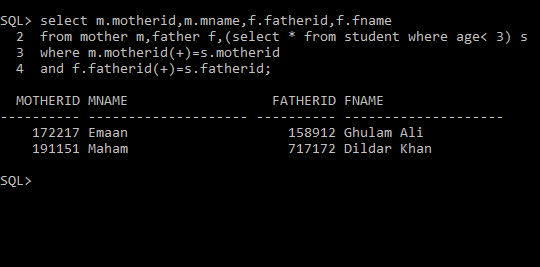 SQL> select m.motherid,m.mname,f.fatherid,f.fname
  2  from mother m,father f,(select * from student where age< 3) s
  3  where m.motherid(+)=s.motherid
  4  and f.fatherid(+)=s.fatherid;

  MOTHERID MNAME                  FATHERID FNAME
---------- -------------------- ---------- --------------------
    172217 Emaan                    158912 Ghulam Ali
    191151 Maham                    717172 Dildar Khan

SQL>